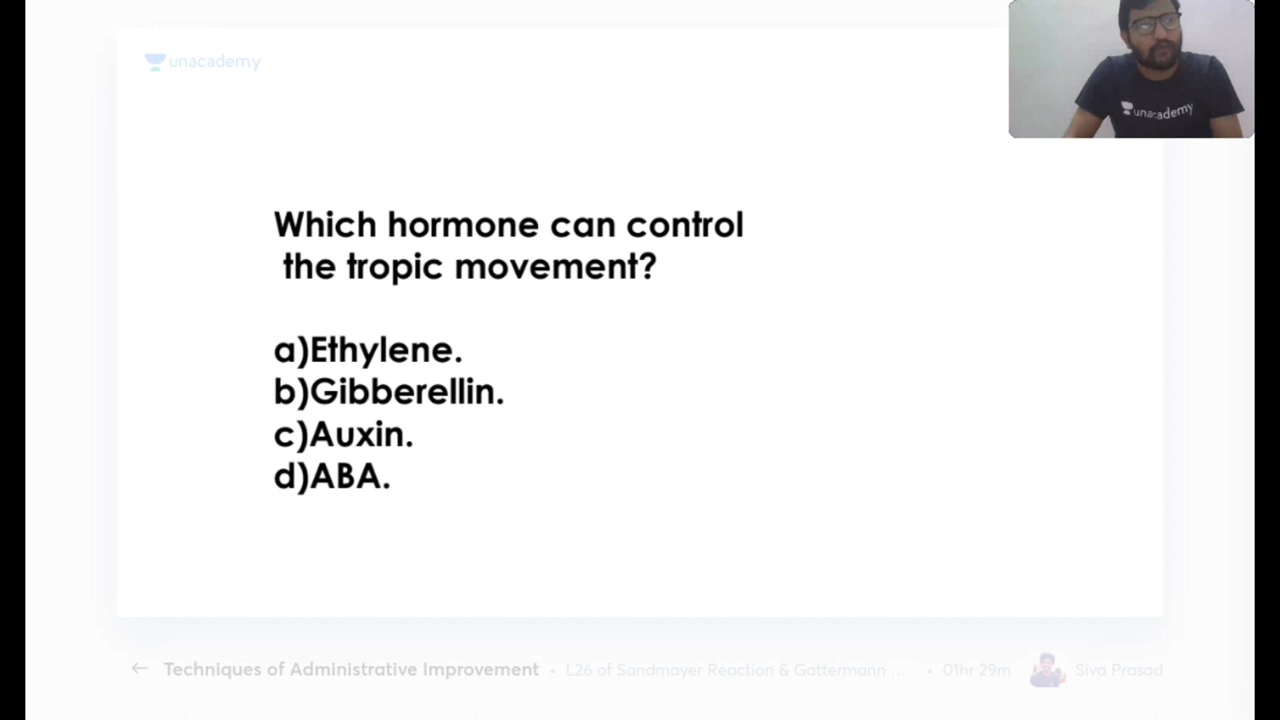 unacademy
unacademy
Which hormone can control
the tropic movement?
a)Ethylene.
b)Gibberellin.
c)Auxin.
d)ABA.
← Techniques of Administrative Improvement • L26 of Sandmayer Reaction & Gattermann ... • 01hr 29m Siva Prasad